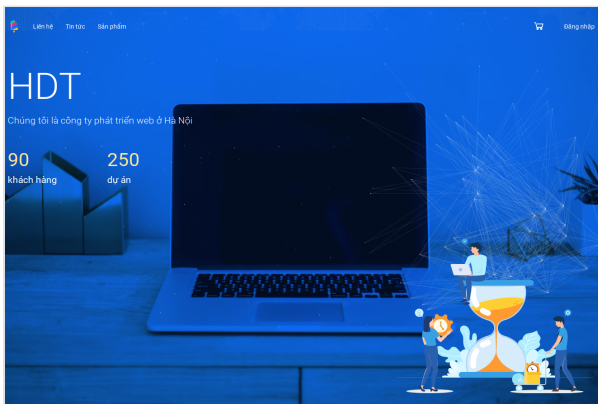 Liên hệ Tin tức Sản phẩm Đăng nhập
HDT
Chúng tôi là công ty phát triển web ở Hà Nội
90 250
khách hàng dự án